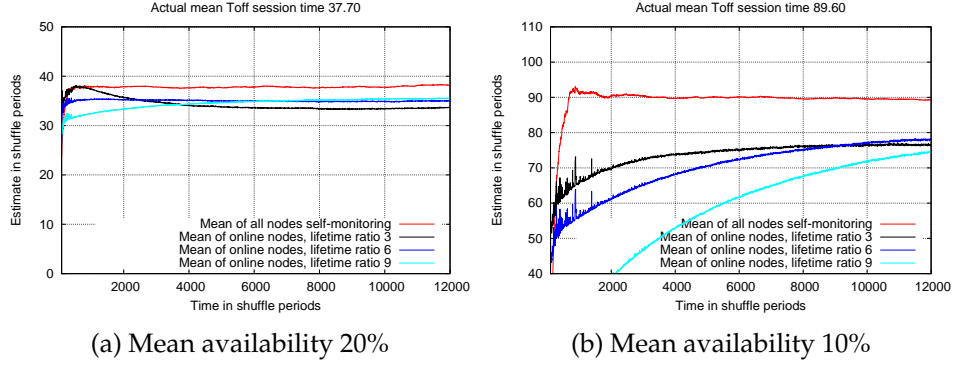 Actual mean Toff session time 37.70
Estimate in shuffle periods
50
40
30
20
10
0
2000 4000 6000 8000 10000 12000
Time in shuffle periods
Mean of all nodes self-monitoring
Mean of online nodes, lifetime ratio 3
Mean of online nodes, lifetime ratio 6
Mean of online nodes, lifetime ratio 9
(a) Mean availability 20%
Actual mean Toff session time 89.60
Estimate in shuffle periods
110
100
90
80
70
60
50
40
2000 4000 6000 8000 10000 12000
Time in shuffle periods
Mean of all nodes self-monitoring
Mean of online nodes, lifetime ratio 3
Mean of online nodes, lifetime ratio 6
Mean of online nodes, lifetime ratio 9
(b) Mean availability 10%